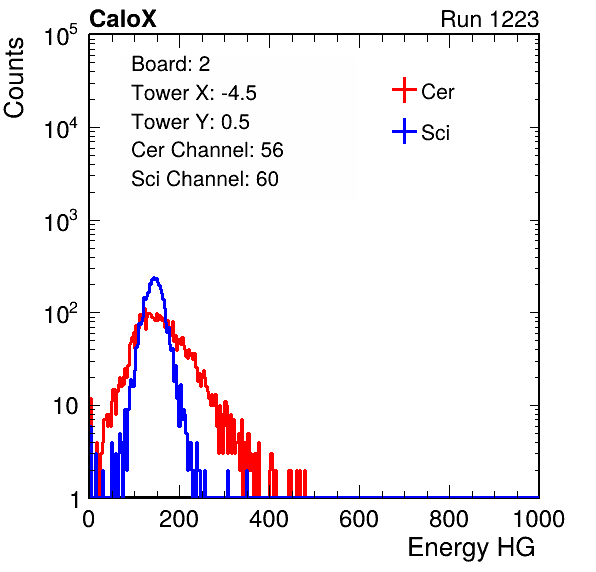 CaloX Run 1223
Counts
Board: 2
Tower X: -4.5
Tower Y: 0.5
Cer Channel: 56
Sci Channel: 60
Cer
Sci
10^5
10^4
10^3
10^2
10
1
0 200 400 600 800 1000
Energy HG